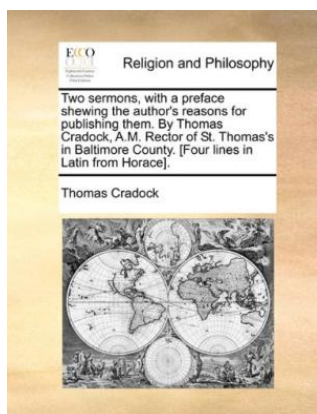 ECCO
Religion and Philosophy
Two sermons, with a preface
shewing the author's reasons for
publishing them. By Thomas
Cradock, A.M. Rector of St. Thomas's
in Baltimore County. [Four lines in
Latin from Horace].
Thomas Cradock